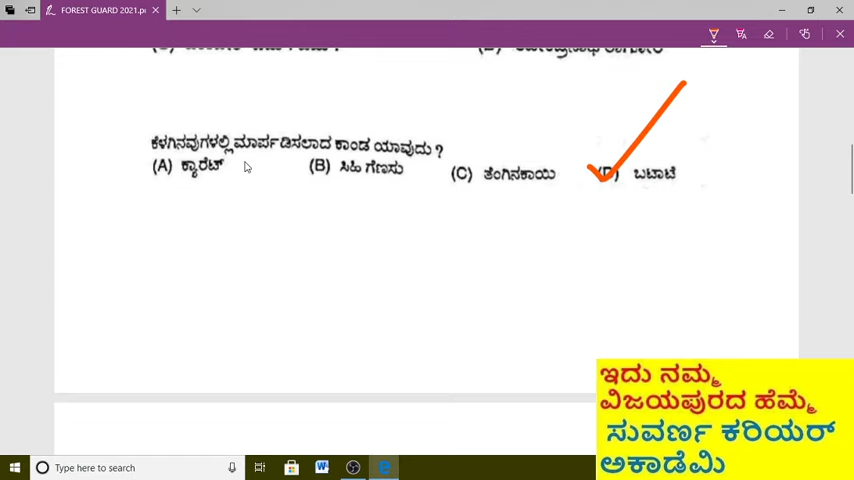 FOREST GUARD 2021.pd
ಕೆಳಗಿನವುಗಳಲ್ಲಿ ಮಾರ್ಪಡಿಸಲಾದ ಕಾಂಡ ಯಾವುದು ?
(A) ಕ್ಯಾರೆಟ್ (B) ಸಿಹಿ ಗೆಣಸು (C) ತೆಂಗಿನಕಾಯಿ (D) ಬಟಾಟೆ
ಇದು ನಮ್ಮ
ವಿಜಯಪುರದ ಹೆಮ್ಮೆ
ಸುವರ್ಣ ಕರಿಯರ್
ಅಕಾಡೆಮಿ
Type here to search